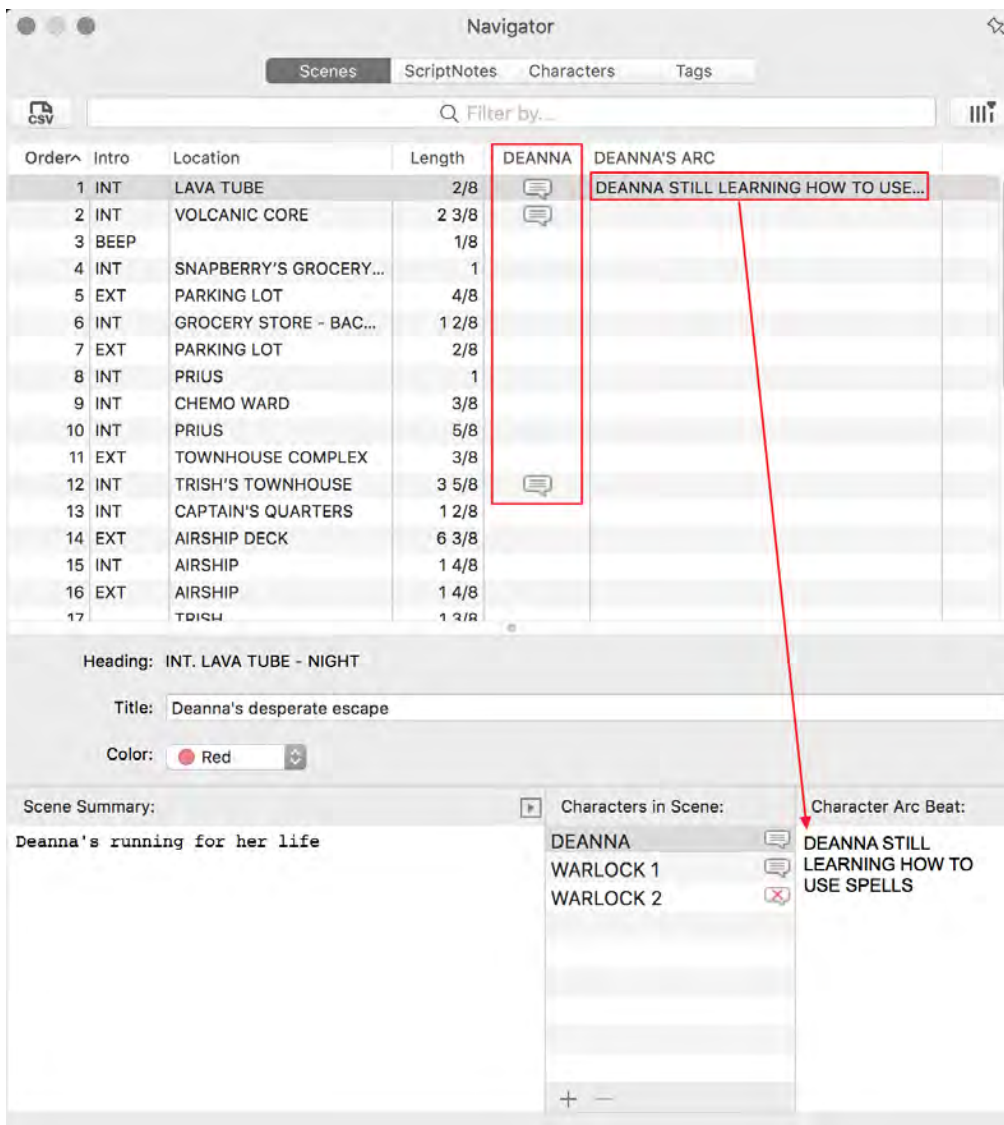 Navigator
Scenes ScriptNotes Characters Tags
CSV Filter by...
Order Intro Location Length DEANNA DEANNA'S ARC
1 INT LAVA TUBE 2/8 DEANNA STILL LEARNING HOW TO USE...
2 INT VOLCANIC CORE 2 3/8
3 BEEP 1/8
4 INT SNAPBERRY'S GROCERY... 1
5 EXT PARKING LOT 4/8
6 INT GROCERY STORE - BAC... 1 2/8
7 EXT PARKING LOT 2/8
8 INT PRIUS 1
9 INT CHEMO WARD 3/8
10 INT PRIUS 5/8
11 EXT TOWNHOUSE COMPLEX 3/8
12 INT TRISH'S TOWNHOUSE 3 5/8
13 INT CAPTAIN'S QUARTERS 1 2/8
14 EXT AIRSHIP DECK 6 3/8
15 INT AIRSHIP 1 4/8
16 EXT AIRSHIP 1 4/8
17 TRISH 1 3/8
Heading: INT. LAVA TUBE - NIGHT
Title: Deanna's desperate escape
Color: Red
Scene Summary: Characters in Scene: Character Arc Beat:
Deanna's running for her life
DEANNA
WARLOCK 1
WARLOCK 2
DEANNA STILL
LEARNING HOW TO
USE SPELLS